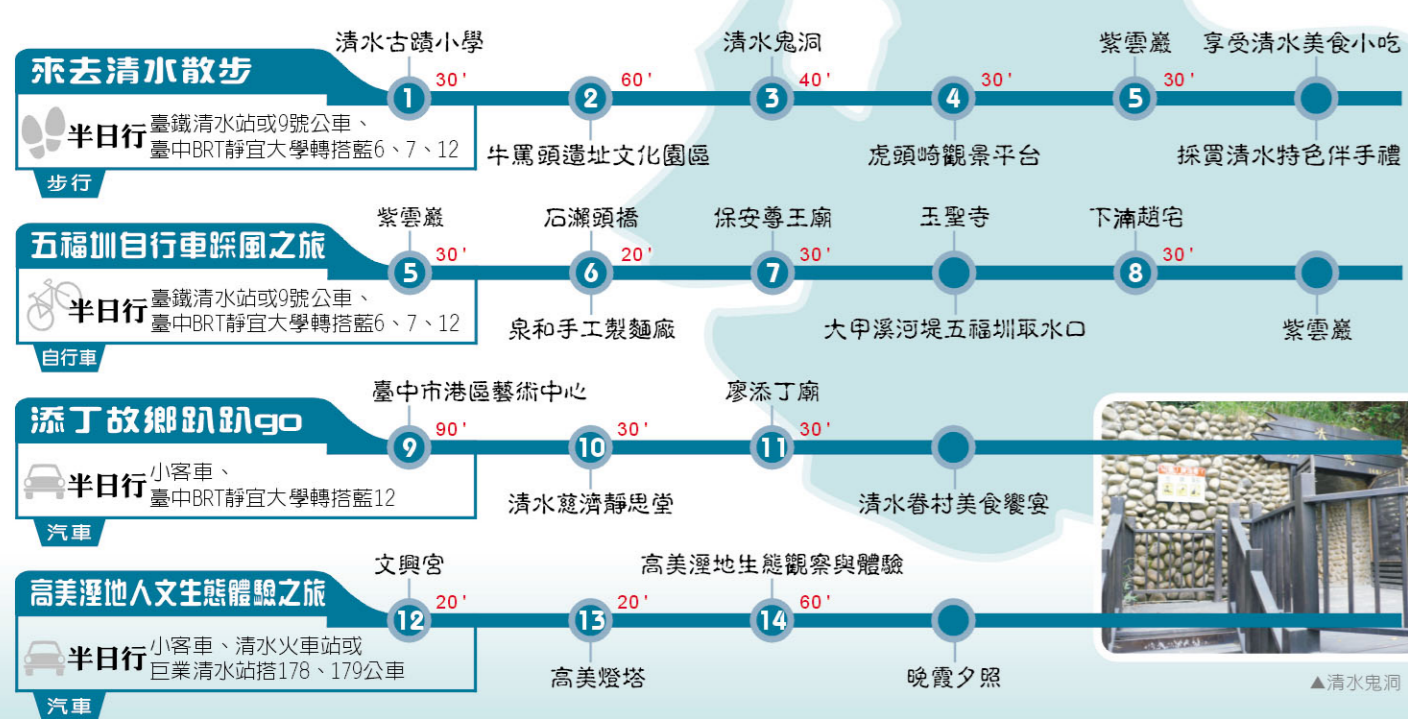 清水古蹟小學
清水鬼洞
紫雲巖
享受清水美食小吃
來去清水散步
30'
60'
40'
30'
30'
1
2
3
4
5
半日行
臺鐵清水站或9號公車、
臺中BRT靜宜大學轉搭藍6、7、12
步行
牛罵頭遺址文化園區
虎頭崎觀景平台
採買清水特色伴手禮
紫雲巖
石瀨頭橋
保安尊王廟
玉聖寺
下湳趙宅
五福圳自行車踩風之旅
30'
20'
30'
30'
5
6
7
8
半日行
臺鐵清水站或9號公車、
臺中BRT靜宜大學轉搭藍6、7、12
自行車
泉和手工製麵廠
大甲溪河堤五福圳取水口
紫雲巖
臺中市港區藝術中心
廖添丁廟
添丁故鄉趴趴go
90'
30'
30'
9
10
11
半日行
小客車、
臺中BRT靜宜大學轉搭藍12
汽車
清水慈濟靜思堂
清水眷村美食饗宴
文興宮
高美溼地生態觀察與體驗
高美溼地人文生態體驗之旅
20'
20'
60'
12
13
14
半日行
小客車、清水火車站或
巨業清水站搭178、179公車
汽車
高美燈塔
晚霞夕照
▲清水鬼洞